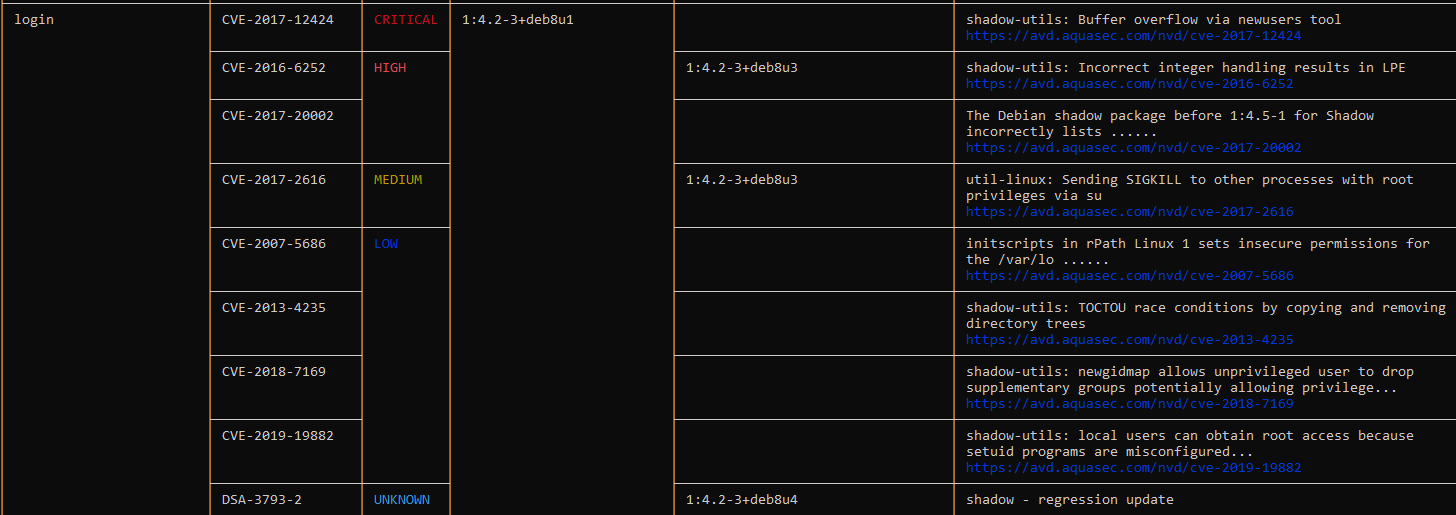 login CVE-2017-12424 CRITICAL 1:4.2-3+deb8u1 shadow-utils: Buffer overflow via newusers tool
https://avd.aquasec.com/nvd/cve-2017-12424
CVE-2016-6252 HIGH 1:4.2-3+deb8u3 shadow-utils: Incorrect integer handling results in LPE
https://avd.aquasec.com/nvd/cve-2016-6252
CVE-2017-20002 The Debian shadow package before 1:4.5-1 for Shadow
incorrectly lists ......
https://avd.aquasec.com/nvd/cve-2017-20002
CVE-2017-2616 MEDIUM 1:4.2-3+deb8u3 util-linux: Sending SIGKILL to other processes with root
privileges via su
https://avd.aquasec.com/nvd/cve-2017-2616
CVE-2007-5686 LOW initscripts in rPath Linux 1 sets insecure permissions for
the /var/lo ......
https://avd.aquasec.com/nvd/cve-2007-5686
CVE-2013-4235 shadow-utils: TOCTOU race conditions by copying and removing
directory trees
https://avd.aquasec.com/nvd/cve-2013-4235
CVE-2018-7169 shadow-utils: newgidmap allows unprivileged user to drop
supplementary groups potentially allowing privilege...
https://avd.aquasec.com/nvd/cve-2018-7169
CVE-2019-19882 shadow-utils: local users can obtain root access because
setuid programs are misconfigured...
https://avd.aquasec.com/nvd/cve-2019-19882
DSA-3793-2 UNKNOWN 1:4.2-3+deb8u4 shadow - regression update